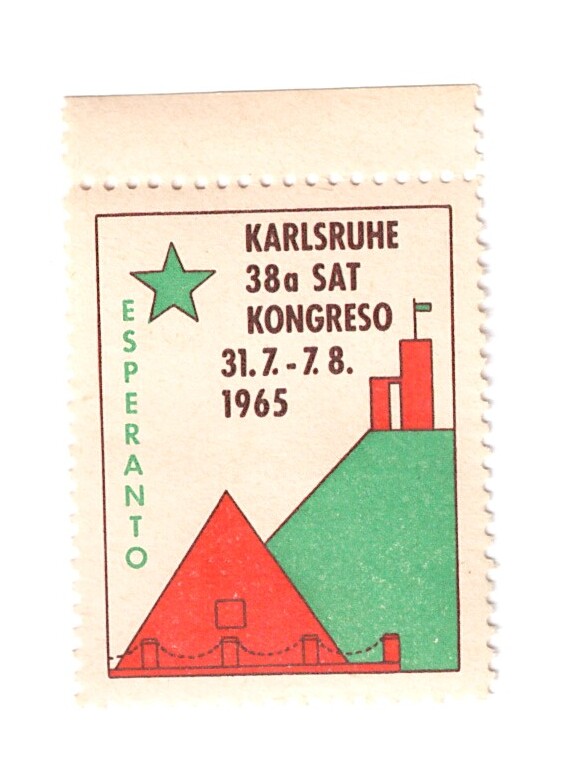 KARLSRUHE
38a SAT
KONGRESO
31.7.-7.8.
1965
ESPERANTO